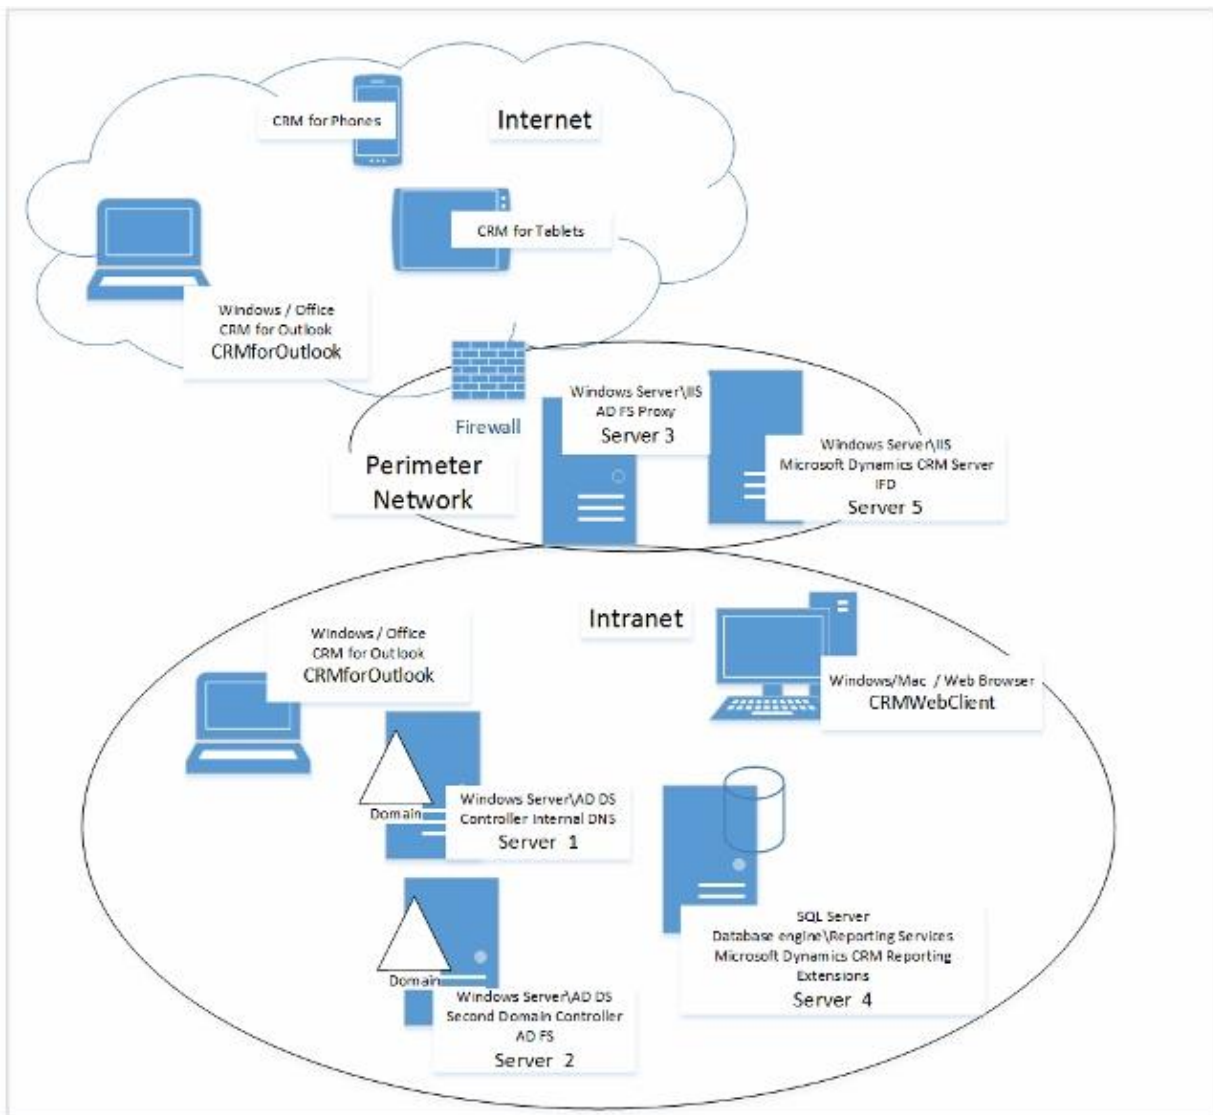 CRM for Phones
Internet
CRM for Tablets
Windows / Office
CRM for Outlook
CRMforOutlook
Firewall
Windows Server\IIS
AD FS Proxy
Server 3
Windows Server\IIS
Microsoft Dynamics CRM Server
IFD
Server 5
Perimeter
Network
Intranet
Windows / Office
CRM for Outlook
CRMforOutlook
Windows/Mac / Web Browser
CRMWebClient
Domain
Windows Server\AD DS
Controller Internal DNS
Server 1
Domain
Windows Server\AD DS
Second Domain Controller
AD FS
Server 2
SQL Server
Database engine\Reporting Services
Microsoft Dynamics CRM Reporting
Extensions
Server 4